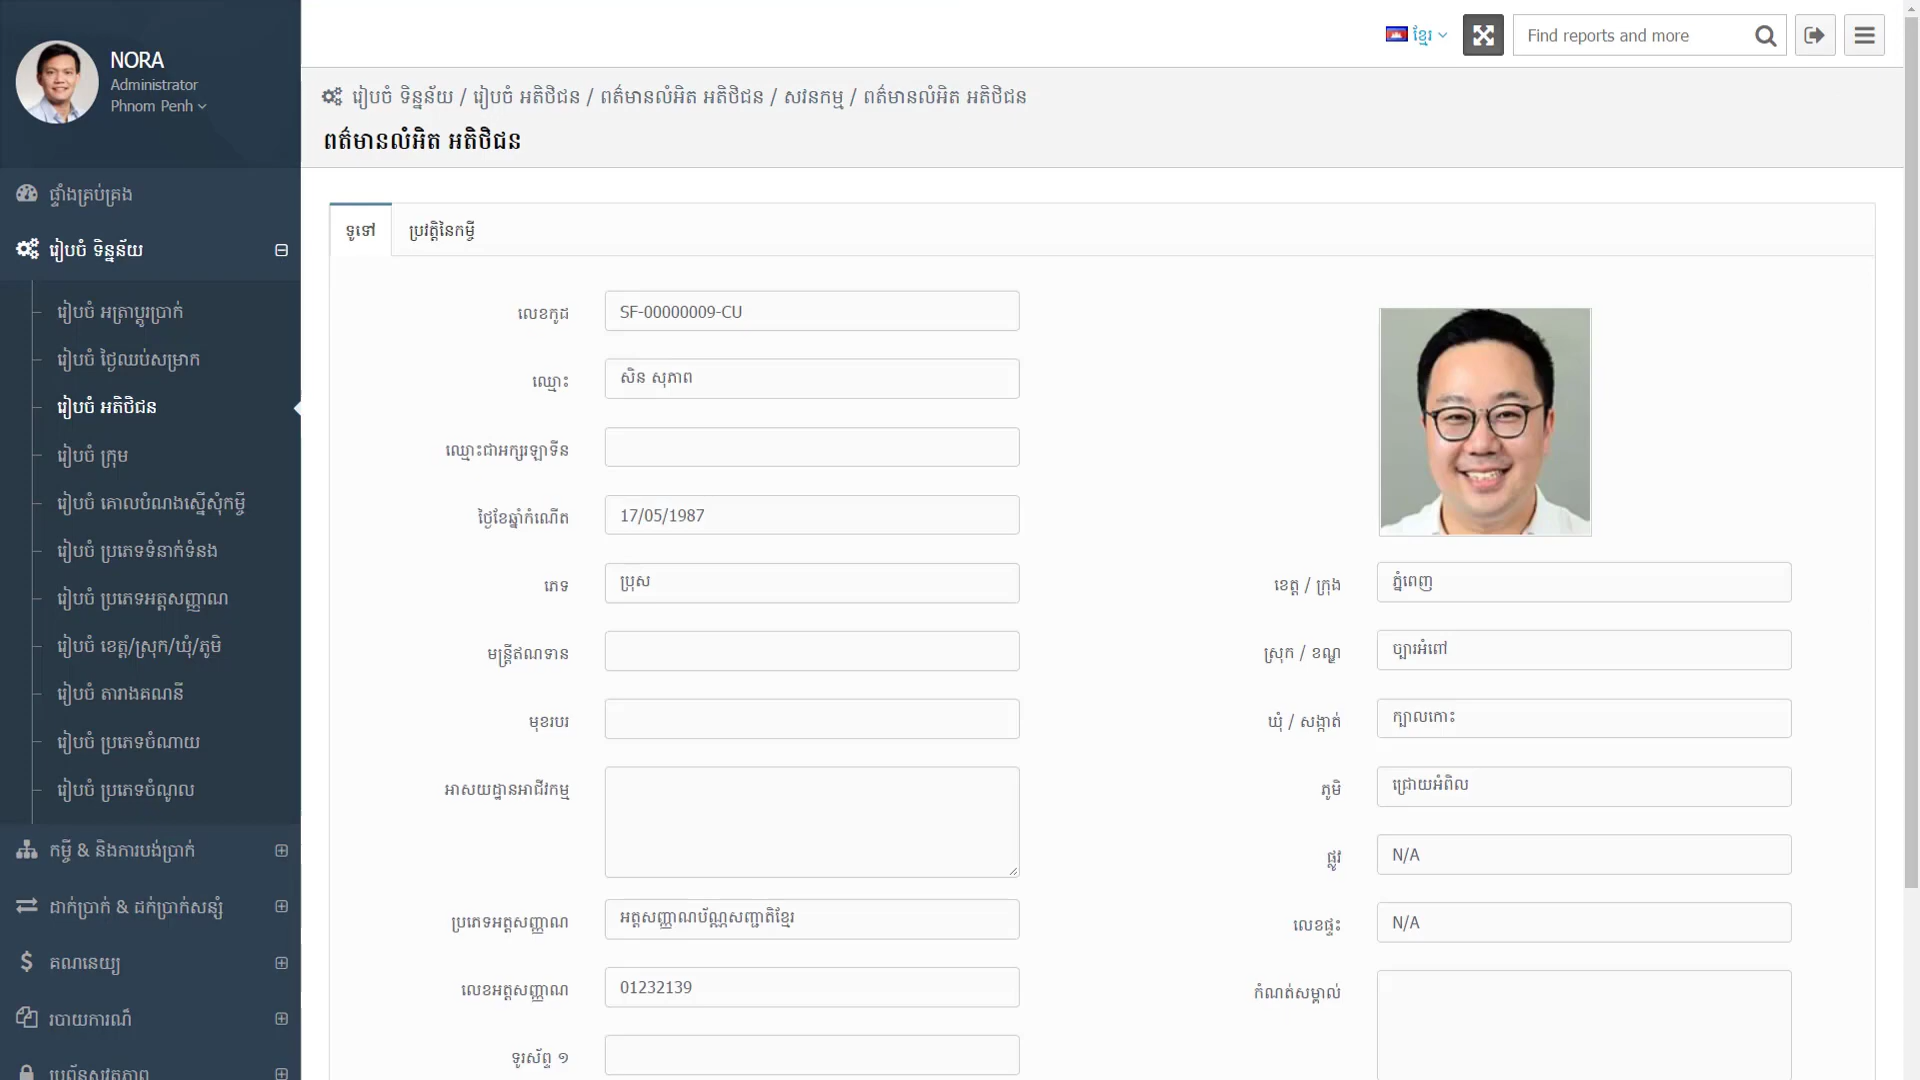 NORA
Administrator
Phnom Penh
ខ្មែរ
Find reports and more
រៀបចំ ទិន្នន័យ / រៀបចំ អតិថិជន / ពត៌មានលំអិត អតិថិជន / សវនកម្ម / ពត៌មានលំអិត អតិថិជន
ពត៌មានលំអិត អតិថិជន
ផ្ទាំងគ្រប់គ្រង
រៀបចំ ទិន្នន័យ
រៀបចំ អត្រាប្តូរប្រាក់
រៀបចំ ថ្ងៃឈប់សម្រាក
រៀបចំ អតិថិជន
រៀបចំ ក្រុម
រៀបចំ គោលបំណងស្នើសុំកម្ចី
រៀបចំ ប្រភេទទំនាក់ទំនង
រៀបចំ ប្រភេទអត្តសញ្ញាណ
រៀបចំ ខេត្ត/ស្រុក/ឃុំ/ភូមិ
រៀបចំ តារាងគណនី
រៀបចំ ប្រភេទចំណាយ
រៀបចំ ប្រភេទចំណូល
កម្ចី & និងការបង់ប្រាក់
ដាក់ប្រាក់ & ដក់ប្រាក់សន្សំ
គណនេយ្យ
របាយការណ៏
ទូទៅ
ប្រវត្តិនៃកម្ចី
លេខកូដ SF-00000009-CU
ឈ្មោះ សិន សុភាព
ឈ្មោះជាអក្សរឡាទីន
ថ្ងៃខែឆ្នាំកំណើត 17/05/1987
ភេទ ប្រុស
មន្ត្រីឥណទាន
មុខរបរ
អាសយដ្ឋានអាជីវកម្ម
ប្រភេទអត្តសញ្ញាណ អត្តសញ្ញាណប័ណ្ណសញ្ជាតិខ្មែរ
លេខអត្តសញ្ញាណ 01232139
ទូរស័ព្ទ ១
ខេត្ត / ក្រុង ភ្នំពេញ
ស្រុក / ខណ្ឌ ច្បារអំពៅ
ឃុំ / សង្កាត់ ក្បាលកោះ
ភូមិ ជ្រោយអំពិល
ផ្លូវ N/A
លេខផ្ទះ N/A
កំណត់សម្គាល់